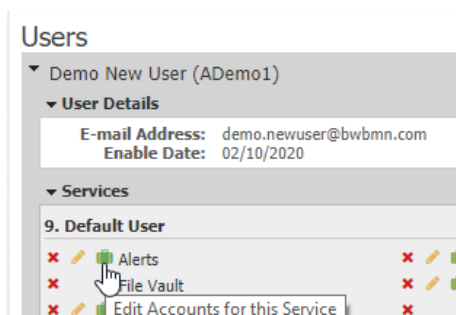 Users
Demo New User (ADemo1)
User Details
E-mail Address: demo.newuser@bwbmn.com
Enable Date: 02/10/2020
Services
9. Default User
Alerts
File Vault
Edit Accounts for this Service